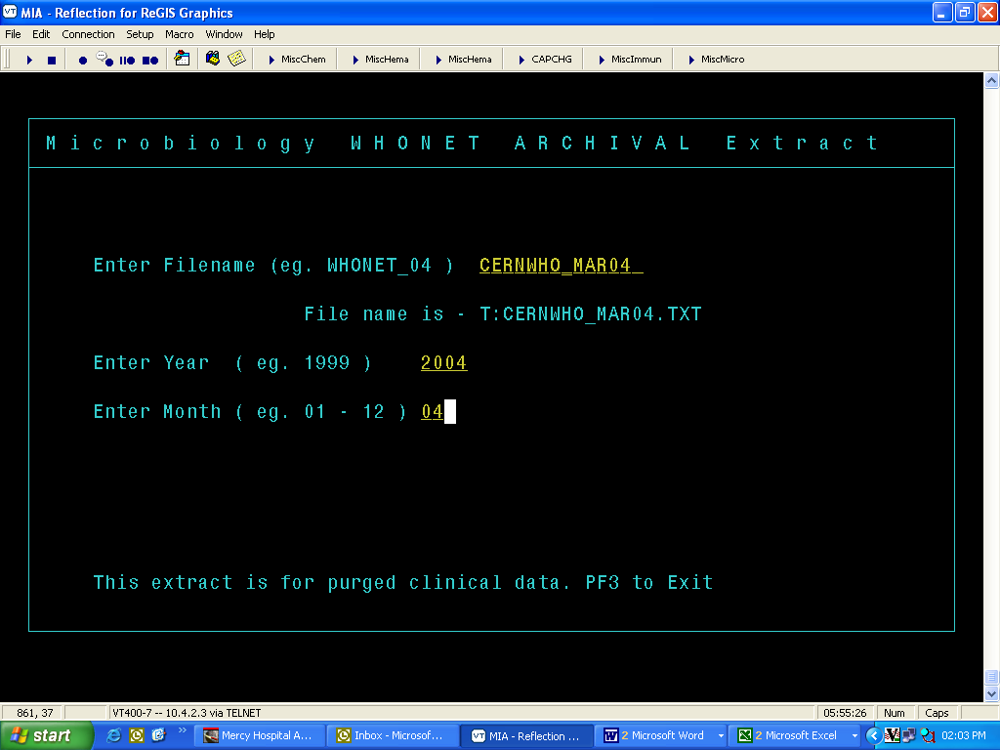 MIA - Reflection for ReGIS Graphics
File Edit Connection Setup Macro Window Help
MiscChem MiscHema MiscHema CAPCHG MiscImmun MiscMicro
Microbiology WHONET ARCHIVAL Extract
Enter Filename (eg. WHONET_04 ) CERNWHO_MAR04_
File name is - T:CERNWHO_MAR04.TXT
Enter Year ( eg. 1999 ) 2004
Enter Month ( eg. 01 - 12 ) 04
This extract is for purged clinical data. PF3 to Exit
861, 37 VT400-7 -- 10.4.2.3 via TELNET 05:55:26 Num Caps
start Mercy Hospital A... Inbox - Microsof... MIA - Reflection ... 2 Microsoft Word 2 Microsoft Excel 02:03 PM